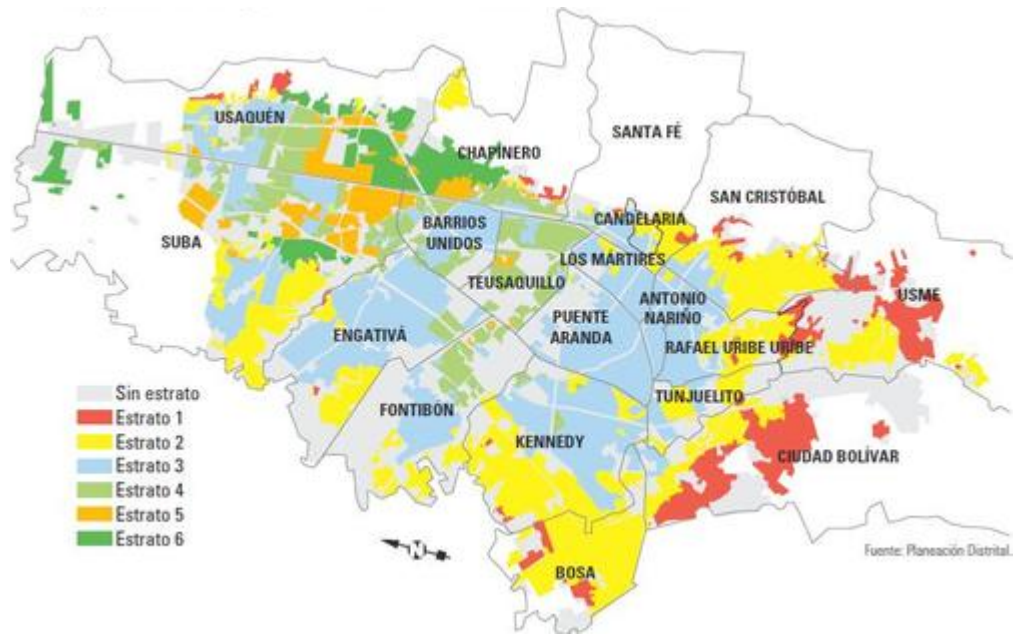 USAQUÉN
SANTA FÉ
CHAPINERO
SAN CRISTÓBAL
CANDELARIA
BARRIOS
UNIDOS
SUBA
LOS MARTIRES
TEUSAQUILLO
USME
ANTONIO
NARIÑO
PUENTE
ARANDA
ENGATIVÁ
RAFAEL URIBE URIBE
TUNJUELITO
FONTIBÓN
KENNEDY
CIUDAD BOLÍVAR
BOSA
Sin estrato
Estrato 1
Estrato 2
Estrato 3
Estrato 4
Estrato 5
Estrato 6
N
Fuente: Planeación Distrital.